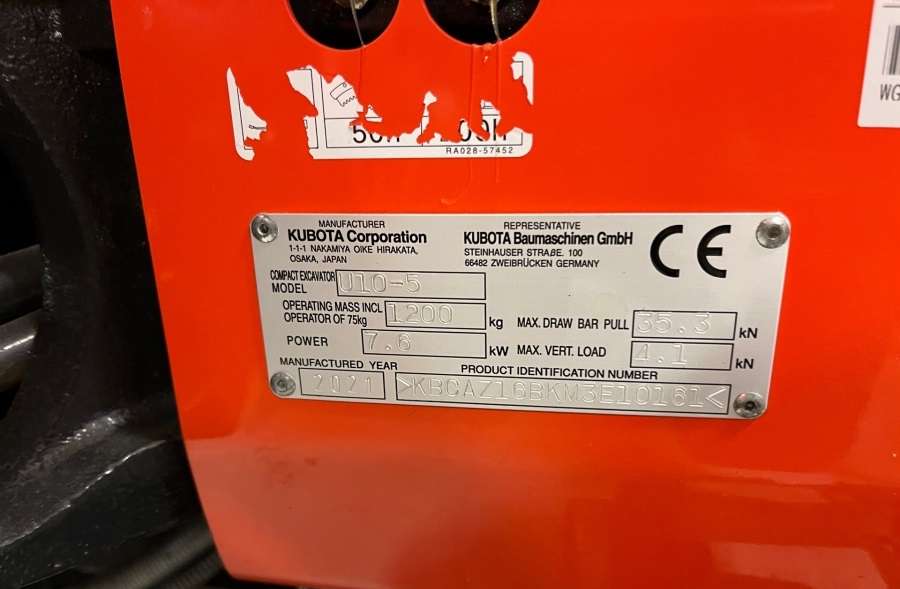 RA028-57452
WG
MANUFACTURER
KUBOTA Corporation
1-1-1 NAKAMIYA OIKE HIRAKATA,
OSAKA, JAPAN
REPRESENTATIVE
KUBOTA Baumaschinen GmbH
STEINHAUSER STRAßE. 100
66482 ZWEIBRÜCKEN GERMANY
CE
COMPACT EXCAVATOR
MODEL U10-5
OPERATING MASS INCL
OPERATOR OF 75kg 1200 kg
MAX. DRAW BAR PULL 35.3 kN
POWER 7.6 kW
MAX. VERT. LOAD 4.1 kN
MANUFACTURED YEAR
2021
PRODUCT IDENTIFICATION NUMBER
>KBCAZ16BKM3E10161<